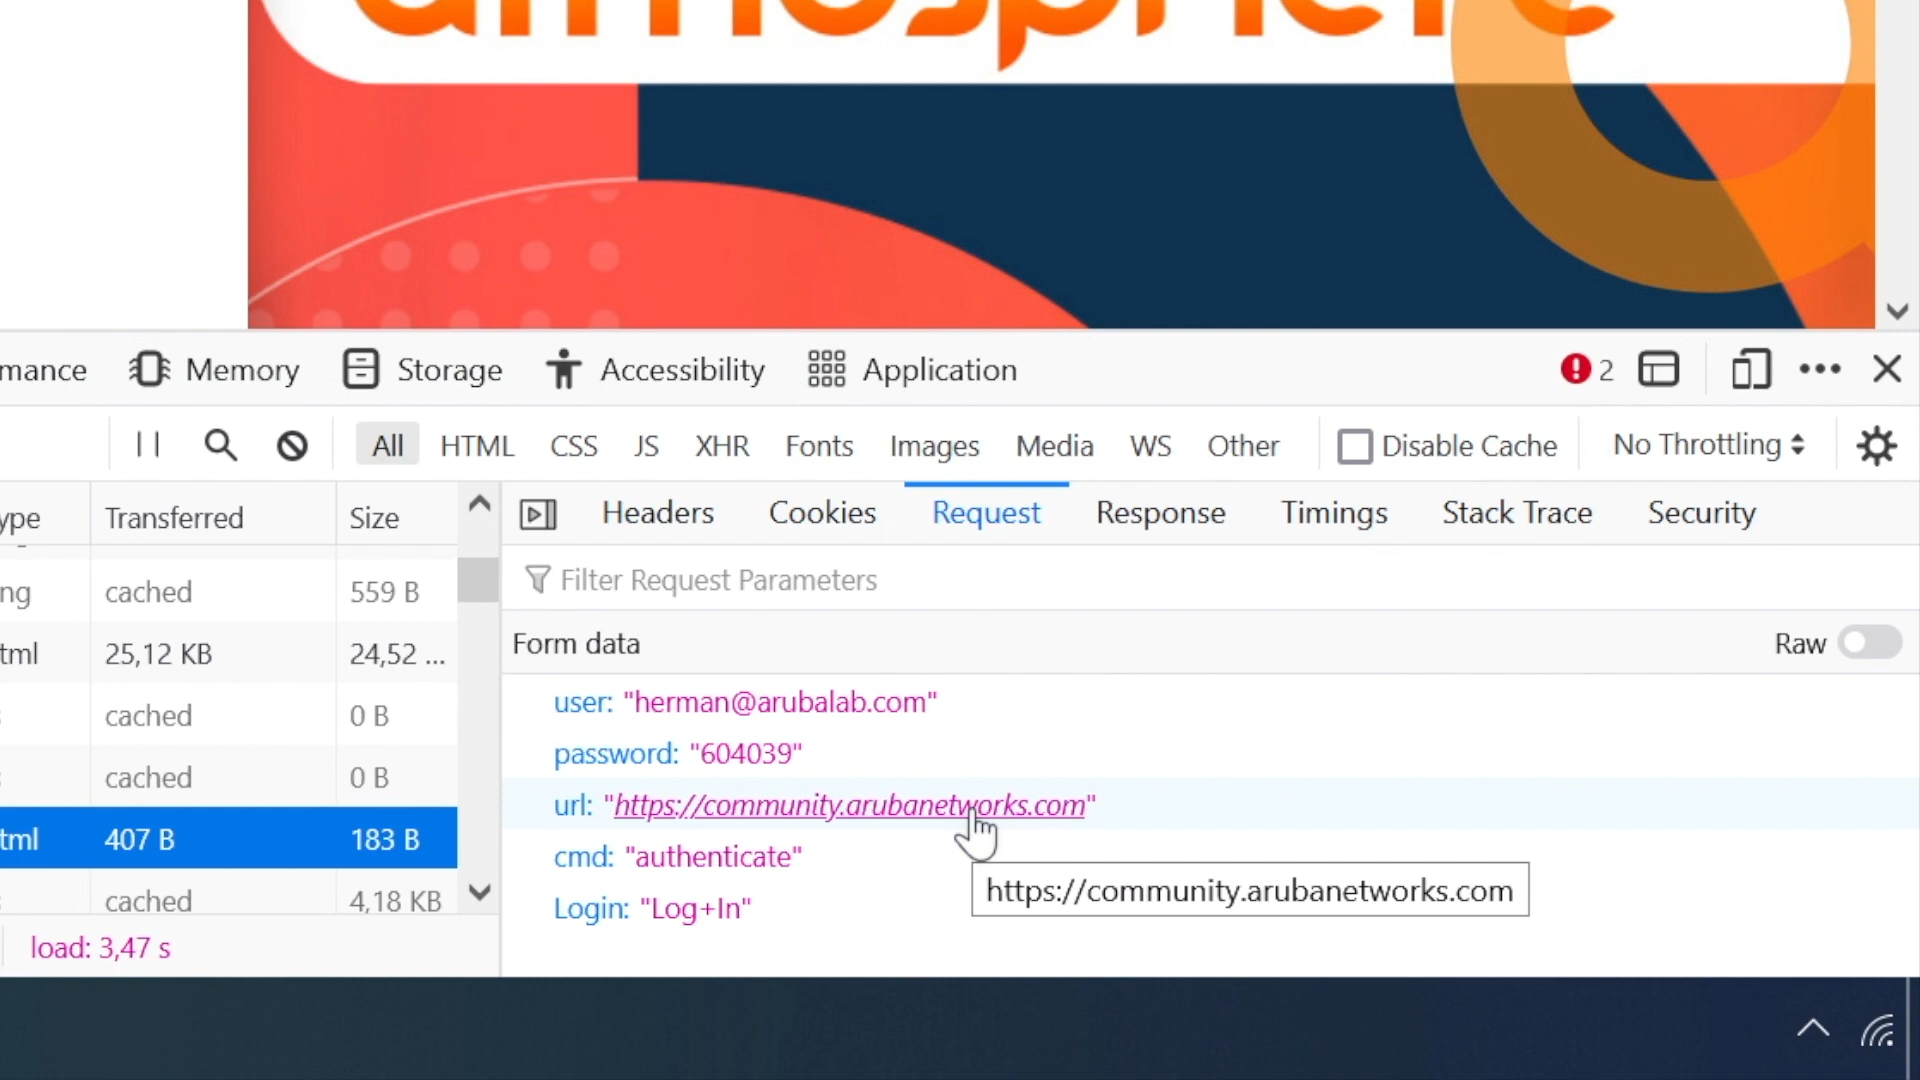 atmosphere
mance Memory Storage Accessibility Application 2
All HTML CSS JS XHR Fonts Images Media WS Other Disable Cache No Throttling
ype Transferred Size
Headers Cookies Request Response Timings Stack Trace Security
ng cached 559 B
Filter Request Parameters
tml 25,12 KB 24,52 ...
Form data Raw
cached 0 B
user: "herman@arubalab.com"
password: "604039"
cached 0 B
url: "https://community.arubanetworks.com"
tml 407 B 183 B
cmd: "authenticate"
https://community.arubanetworks.com
cached 4,18 KB
Login: "Log+In"
load: 3,47 s